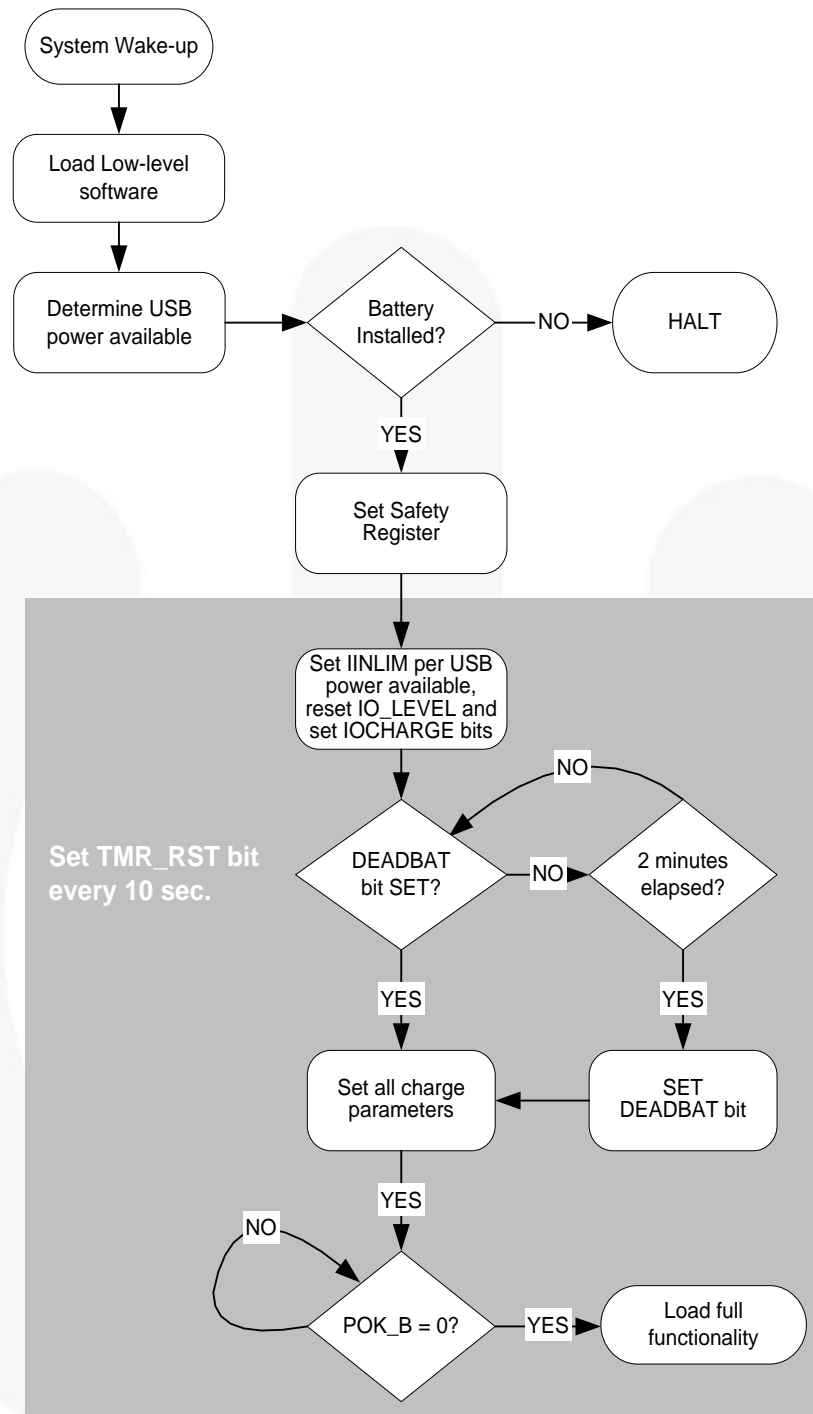 System Wake-up
Load Low-level
software
Determine USB
power available
Battery
Installed?
NO
HALT
YES
Set Safety
Register
Set IINLIM per USB
power available,
reset IO_LEVEL and
set IOCHARGE bits
NO
Set TMR_RST bit
every 10 sec.
DEADBAT
bit SET?
NO
2 minutes
elapsed?
YES
YES
Set all charge
parameters
SET
DEADBAT bit
YES
NO
POK_B = 0?
YES
Load full
functionality